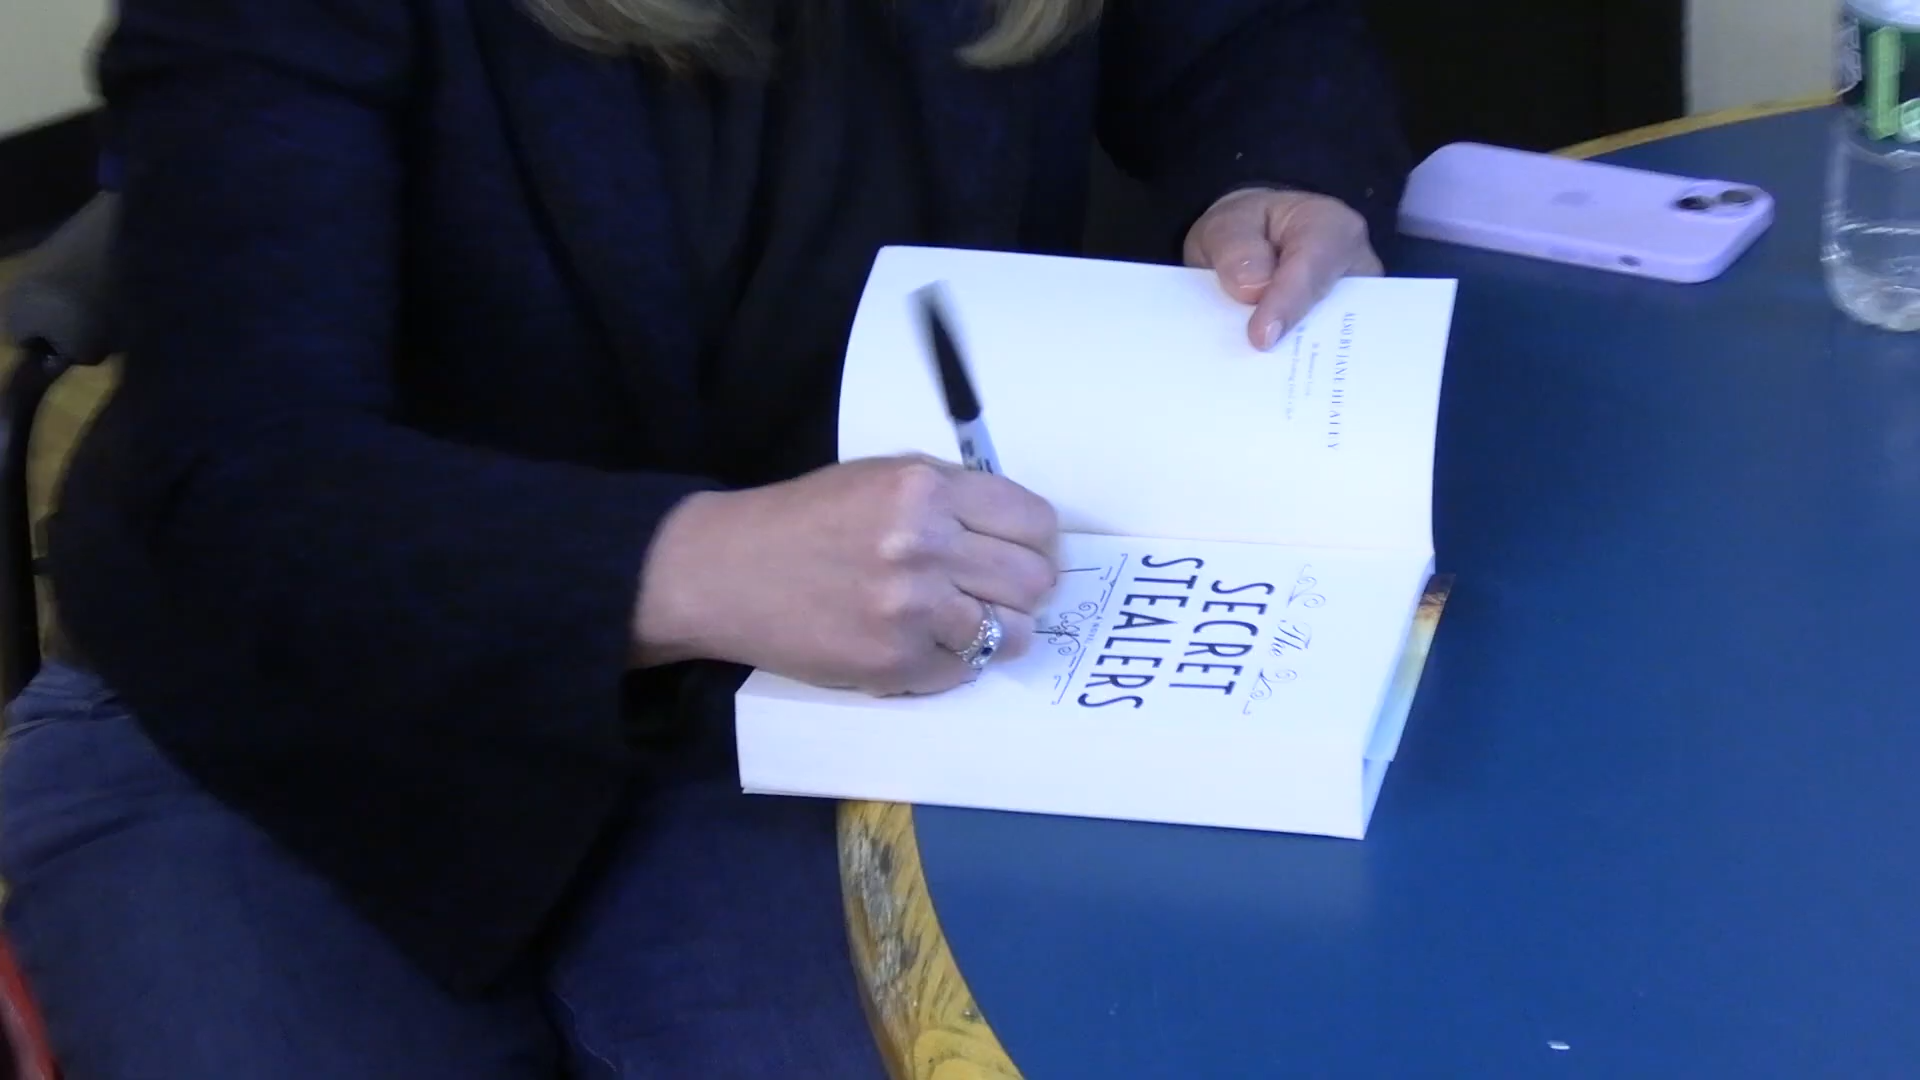 ALSO BY JANE HEALEY
The
SECRET
STEALERS
A NOVEL